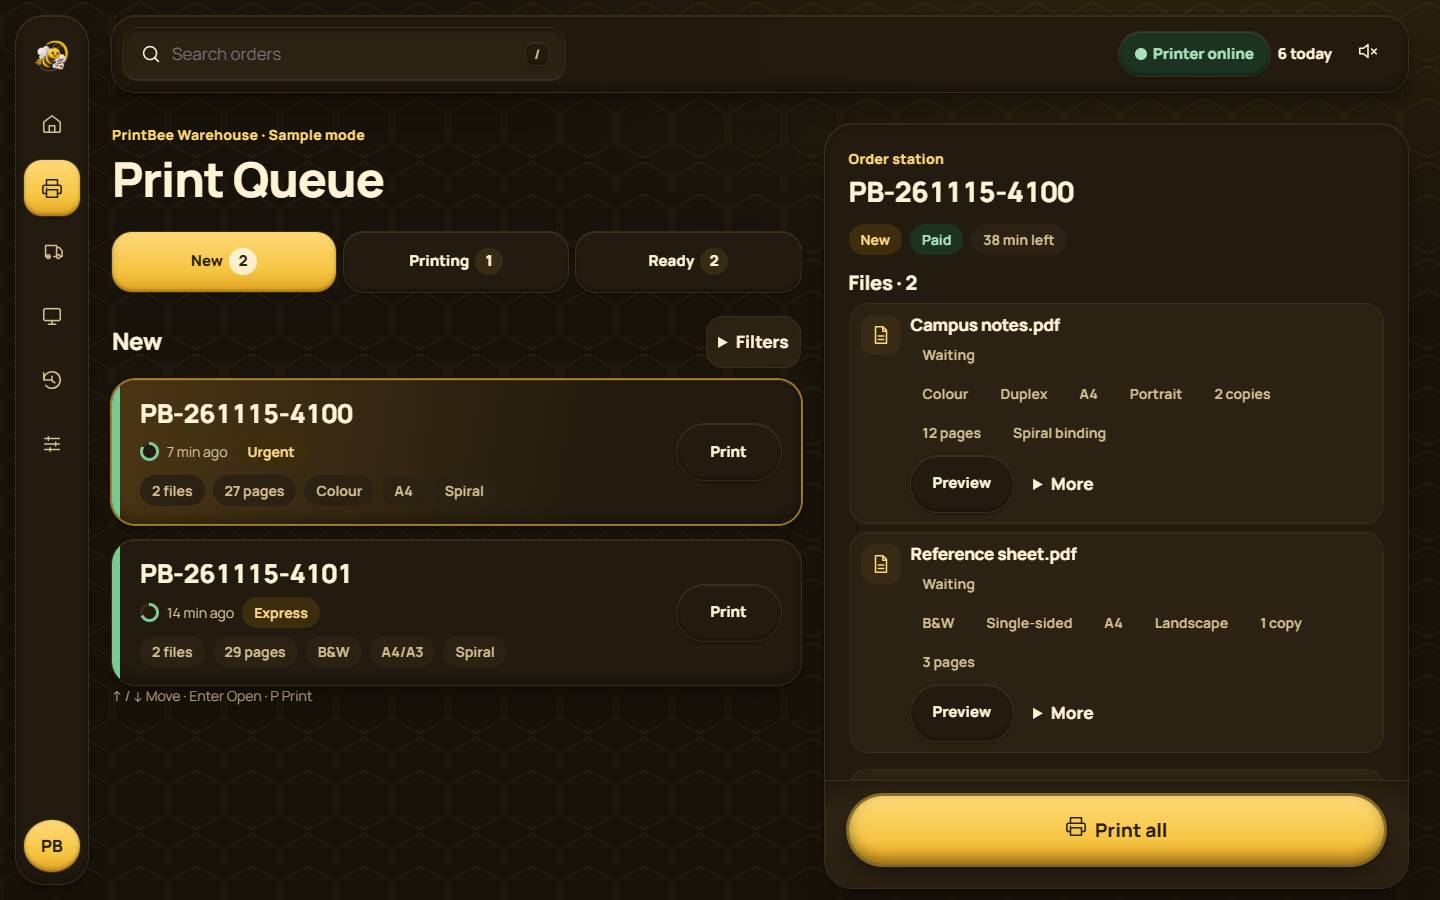 Search orders
/
Printer online
6 today
PrintBee Warehouse · Sample mode
Print Queue
New 2
Printing 1
Ready 2
New
Filters
PB-261115-4100
7 min ago Urgent
2 files 27 pages Colour A4 Spiral
Print
PB-261115-4101
14 min ago Express
2 files 29 pages B&W A4/A3 Spiral
Print
↑ / ↓ Move · Enter Open · P Print
Order station
PB-261115-4100
New Paid 38 min left
Files · 2
Campus notes.pdf
Waiting
Colour Duplex A4 Portrait 2 copies
12 pages Spiral binding
Preview More
Reference sheet.pdf
Waiting
B&W Single-sided A4 Landscape 1 copy
3 pages
Preview More
Print all
PB